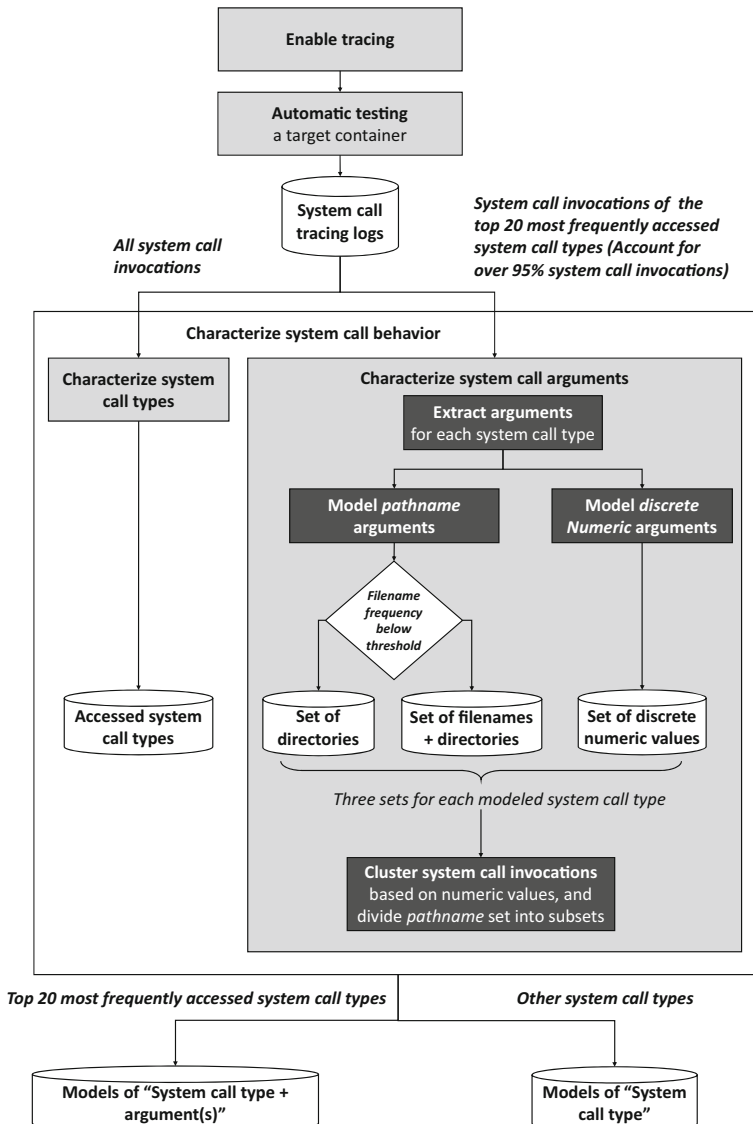 Enable tracing
Automatic testing
a target container
System call
tracing logs
All system call
invocations
System call invocations of the
top 20 most frequently accessed
system call types (Account for
over 95% system call invocations)
Characterize system call behavior
Characterize system
call types
Characterize system call arguments
Extract arguments
for each system call type
Model pathname
arguments
Model discrete
Numeric arguments
Filename
frequency
below
threshold
Accessed system
call types
Set of
directories
Set of filenames
+ directories
Set of discrete
numeric values
Three sets for each modeled system call type
Cluster system call invocations
based on numeric values, and
divide pathname set into subsets
Top 20 most frequently accessed system call types
Other system call types
Models of “System call type +
argument(s)”
Models of “System
call type”